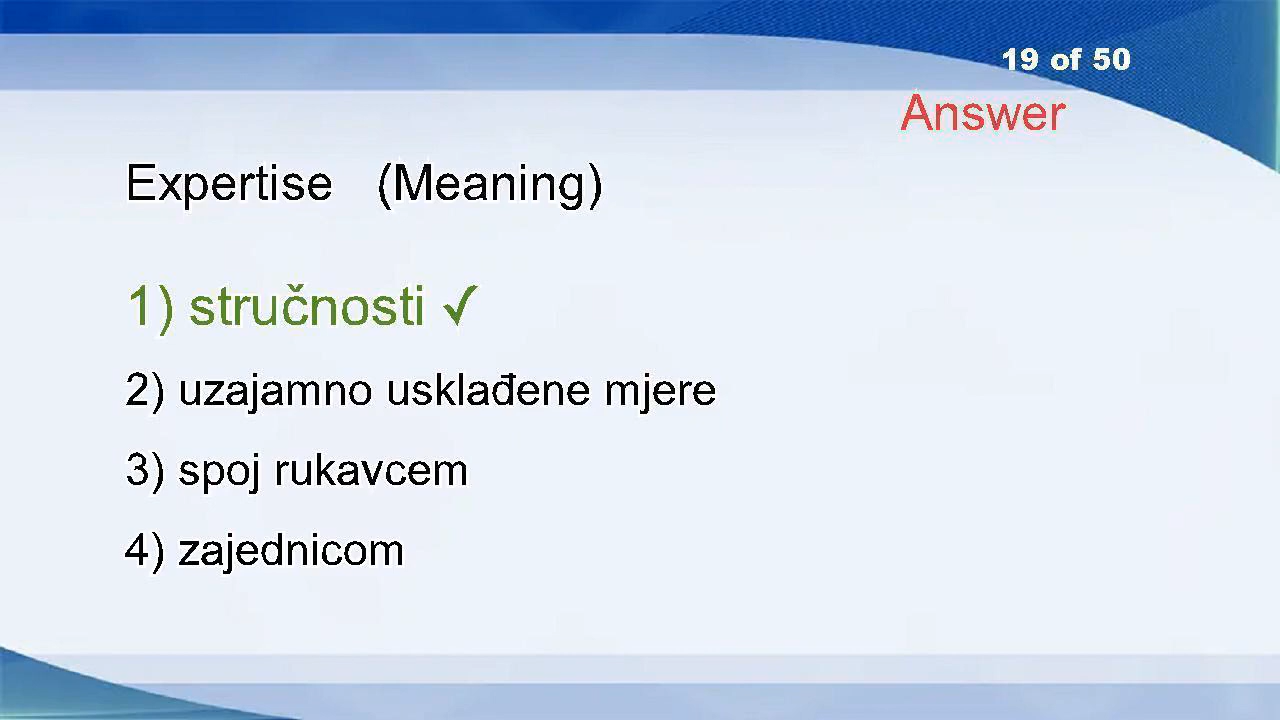 19 of 50
Answer
Expertise (Meaning)
1) stručnosti ✓
2) uzajamno usklađene mjere
3) spoj rukavcem
4) zajednicom